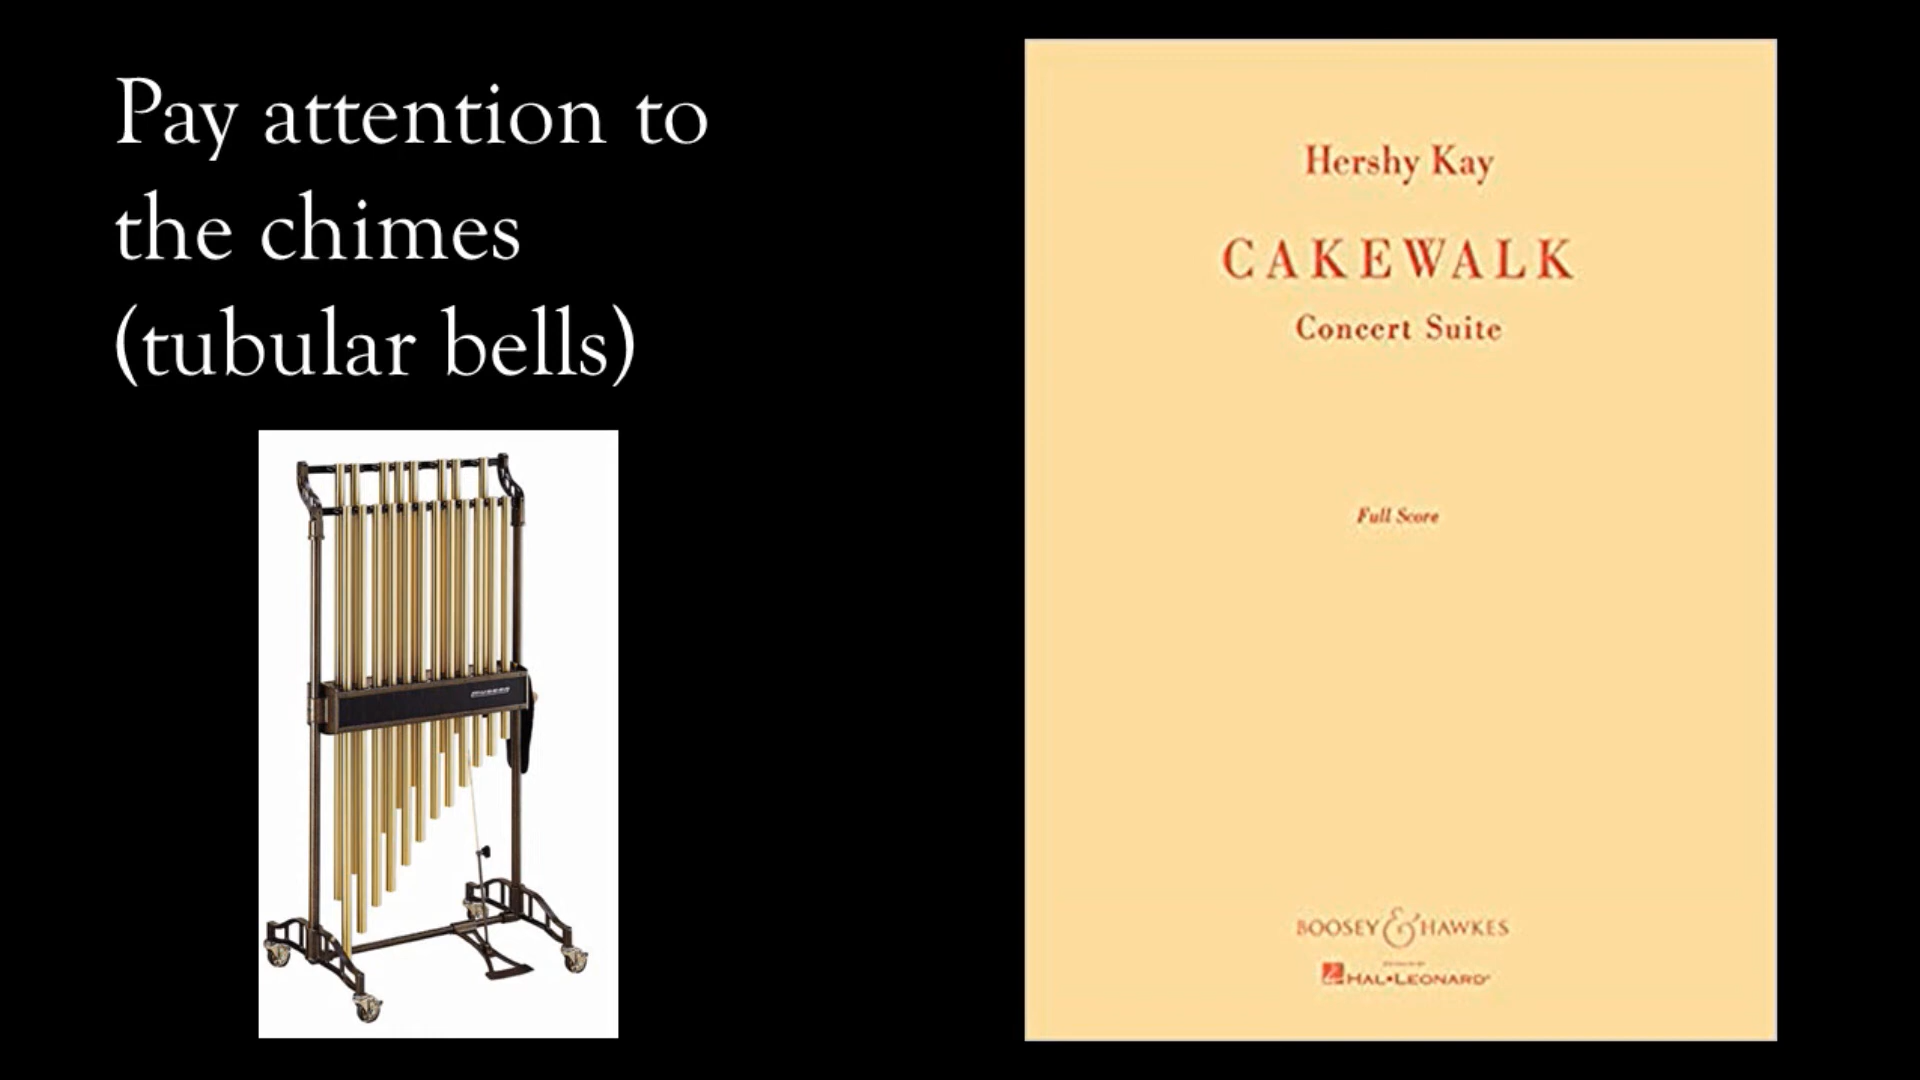 Pay attention to
the chimes
(tubular bells)
Hershy Kay
CAKEWALK
Concert Suite
Full Score
BOOSEY & HAWKES
HAL•LEONARD®